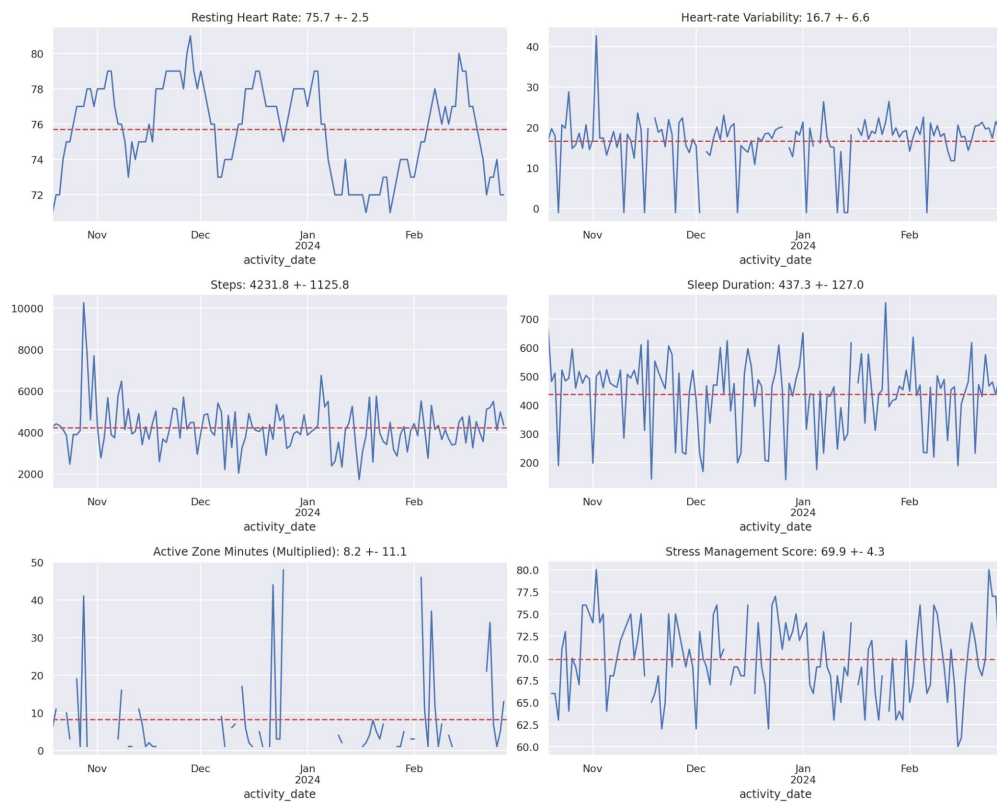 Resting Heart Rate: 75.7 +- 2.5
80
78
76
74
72
Nov
Dec
Jan
2024
Feb
activity_date
Heart-rate Variability: 16.7 +- 6.6
40
30
20
10
0
Nov
Dec
Jan
2024
Feb
activity_date
Steps: 4231.8 +- 1125.8
10000
8000
6000
4000
2000
Nov
Dec
Jan
2024
Feb
activity_date
Sleep Duration: 437.3 +- 127.0
700
600
500
400
300
200
Nov
Dec
Jan
2024
Feb
activity_date
Active Zone Minutes (Multiplied): 8.2 +- 11.1
50
40
30
20
10
0
Nov
Dec
Jan
2024
Feb
activity_date
Stress Management Score: 69.9 +- 4.3
80.0
77.5
75.0
72.5
70.0
67.5
65.0
62.5
60.0
Nov
Dec
Jan
2024
Feb
activity_date